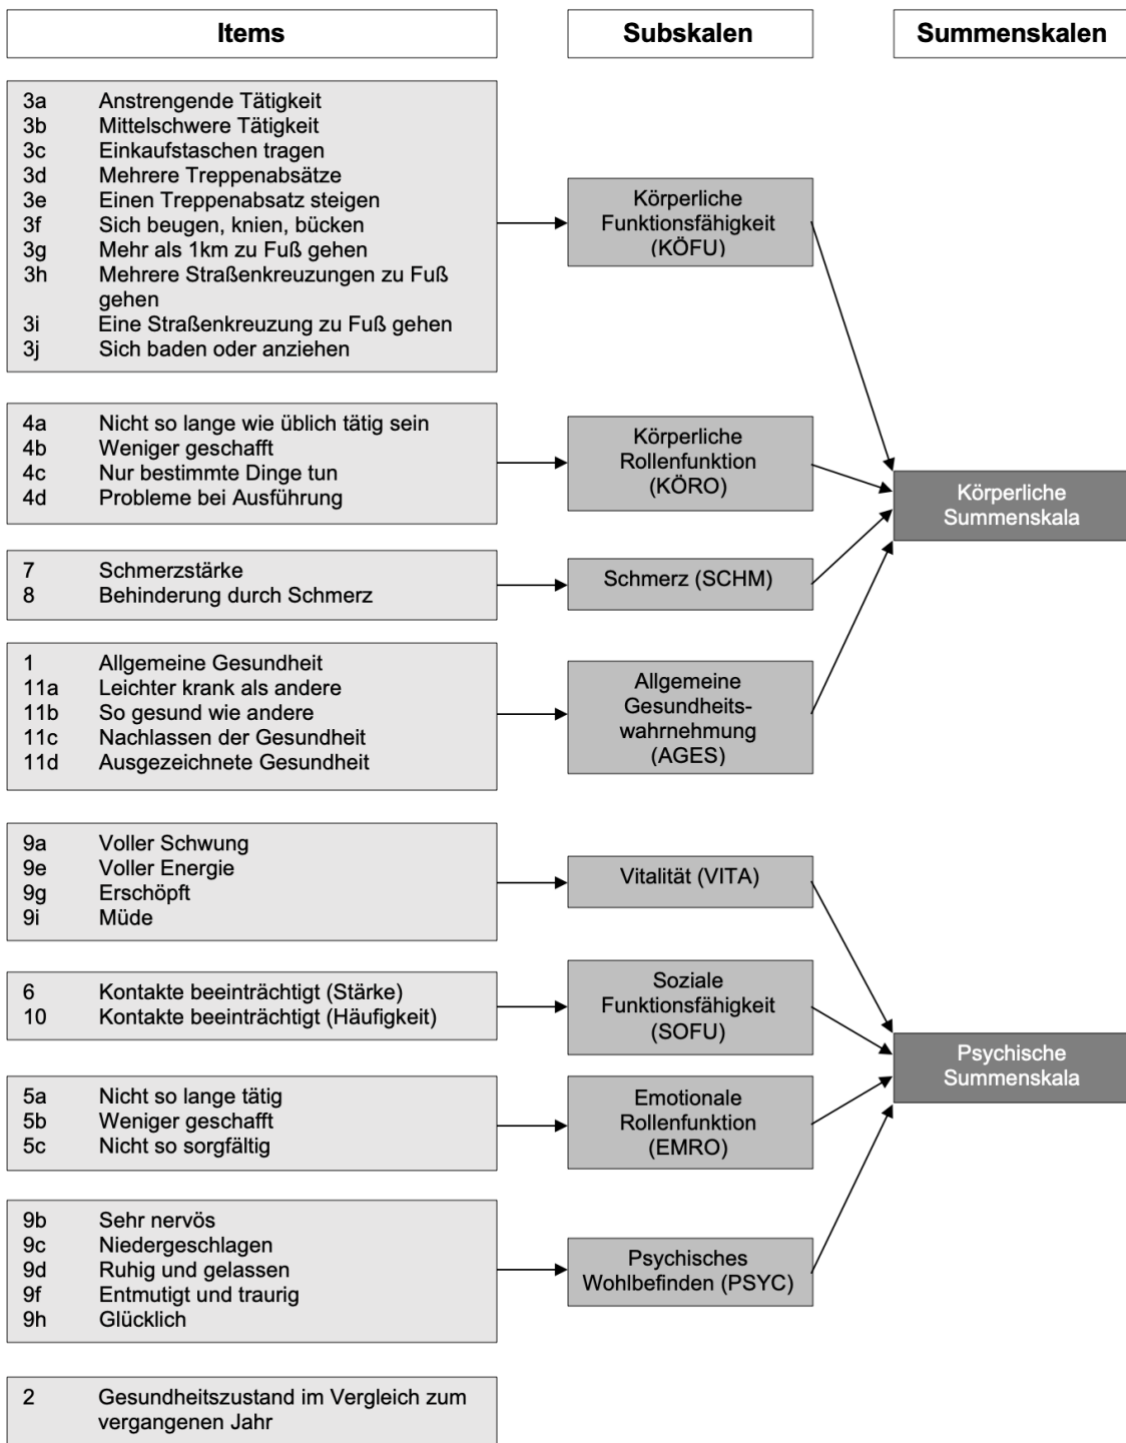 Items
Subskalen
Summenskalen
3a Anstrengende Tätigkeit
3b Mittelschwere Tätigkeit
3c Einkaufstaschen tragen
3d Mehrere Treppenabsätze
3e Einen Treppenabsatz steigen
3f Sich beugen, knien, bücken
3g Mehr als 1km zu Fuß gehen
3h Mehrere Straßenkreuzungen zu Fuß
gehen
3i Eine Straßenkreuzung zu Fuß gehen
3j Sich baden oder anziehen
Körperliche
Funktionsfähigkeit
(KÖFU)
4a Nicht so lange wie üblich tätig sein
4b Weniger geschafft
4c Nur bestimmte Dinge tun
4d Probleme bei Ausführung
Körperliche
Rollenfunktion
(KÖRO)
Körperliche
Summenskala
7 Schmerzstärke
8 Behinderung durch Schmerz
Schmerz (SCHM)
1 Allgemeine Gesundheit
11a Leichter krank als andere
11b So gesund wie andere
11c Nachlassen der Gesundheit
11d Ausgezeichnete Gesundheit
Allgemeine
Gesundheits-
wahrnehmung
(AGES)
9a Voller Schwung
9e Voller Energie
9g Erschöpft
9i Müde
Vitalität (VITA)
6 Kontakte beeinträchtigt (Stärke)
10 Kontakte beeinträchtigt (Häufigkeit)
Soziale
Funktionsfähigkeit
(SOFU)
Psychische
Summenskala
5a Nicht so lange tätig
5b Weniger geschafft
5c Nicht so sorgfältig
Emotionale
Rollenfunktion
(EMRO)
9b Sehr nervös
9c Niedergeschlagen
9d Ruhig und gelassen
9f Entmutigt und traurig
9h Glücklich
Psychisches
Wohlbefinden (PSYC)
2 Gesundheitszustand im Vergleich zum
vergangenen Jahr